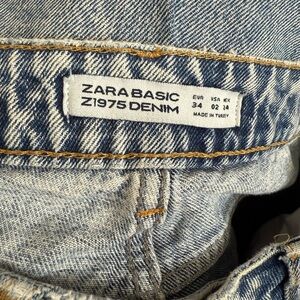 ZARA BASIC
Z1975 DENIM
EUR USA MEX
34 02 24
MADE IN TURKEY